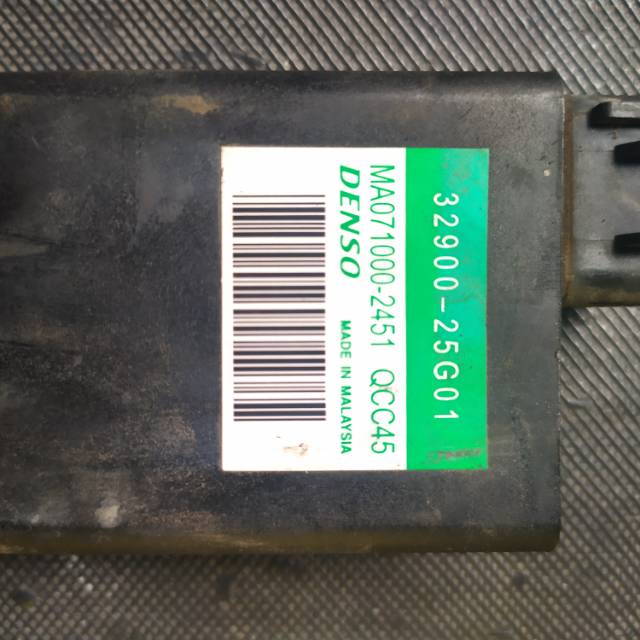 32900-25G01
MA071000-2451 QCC45
DENSO MADE IN MALAYSIA